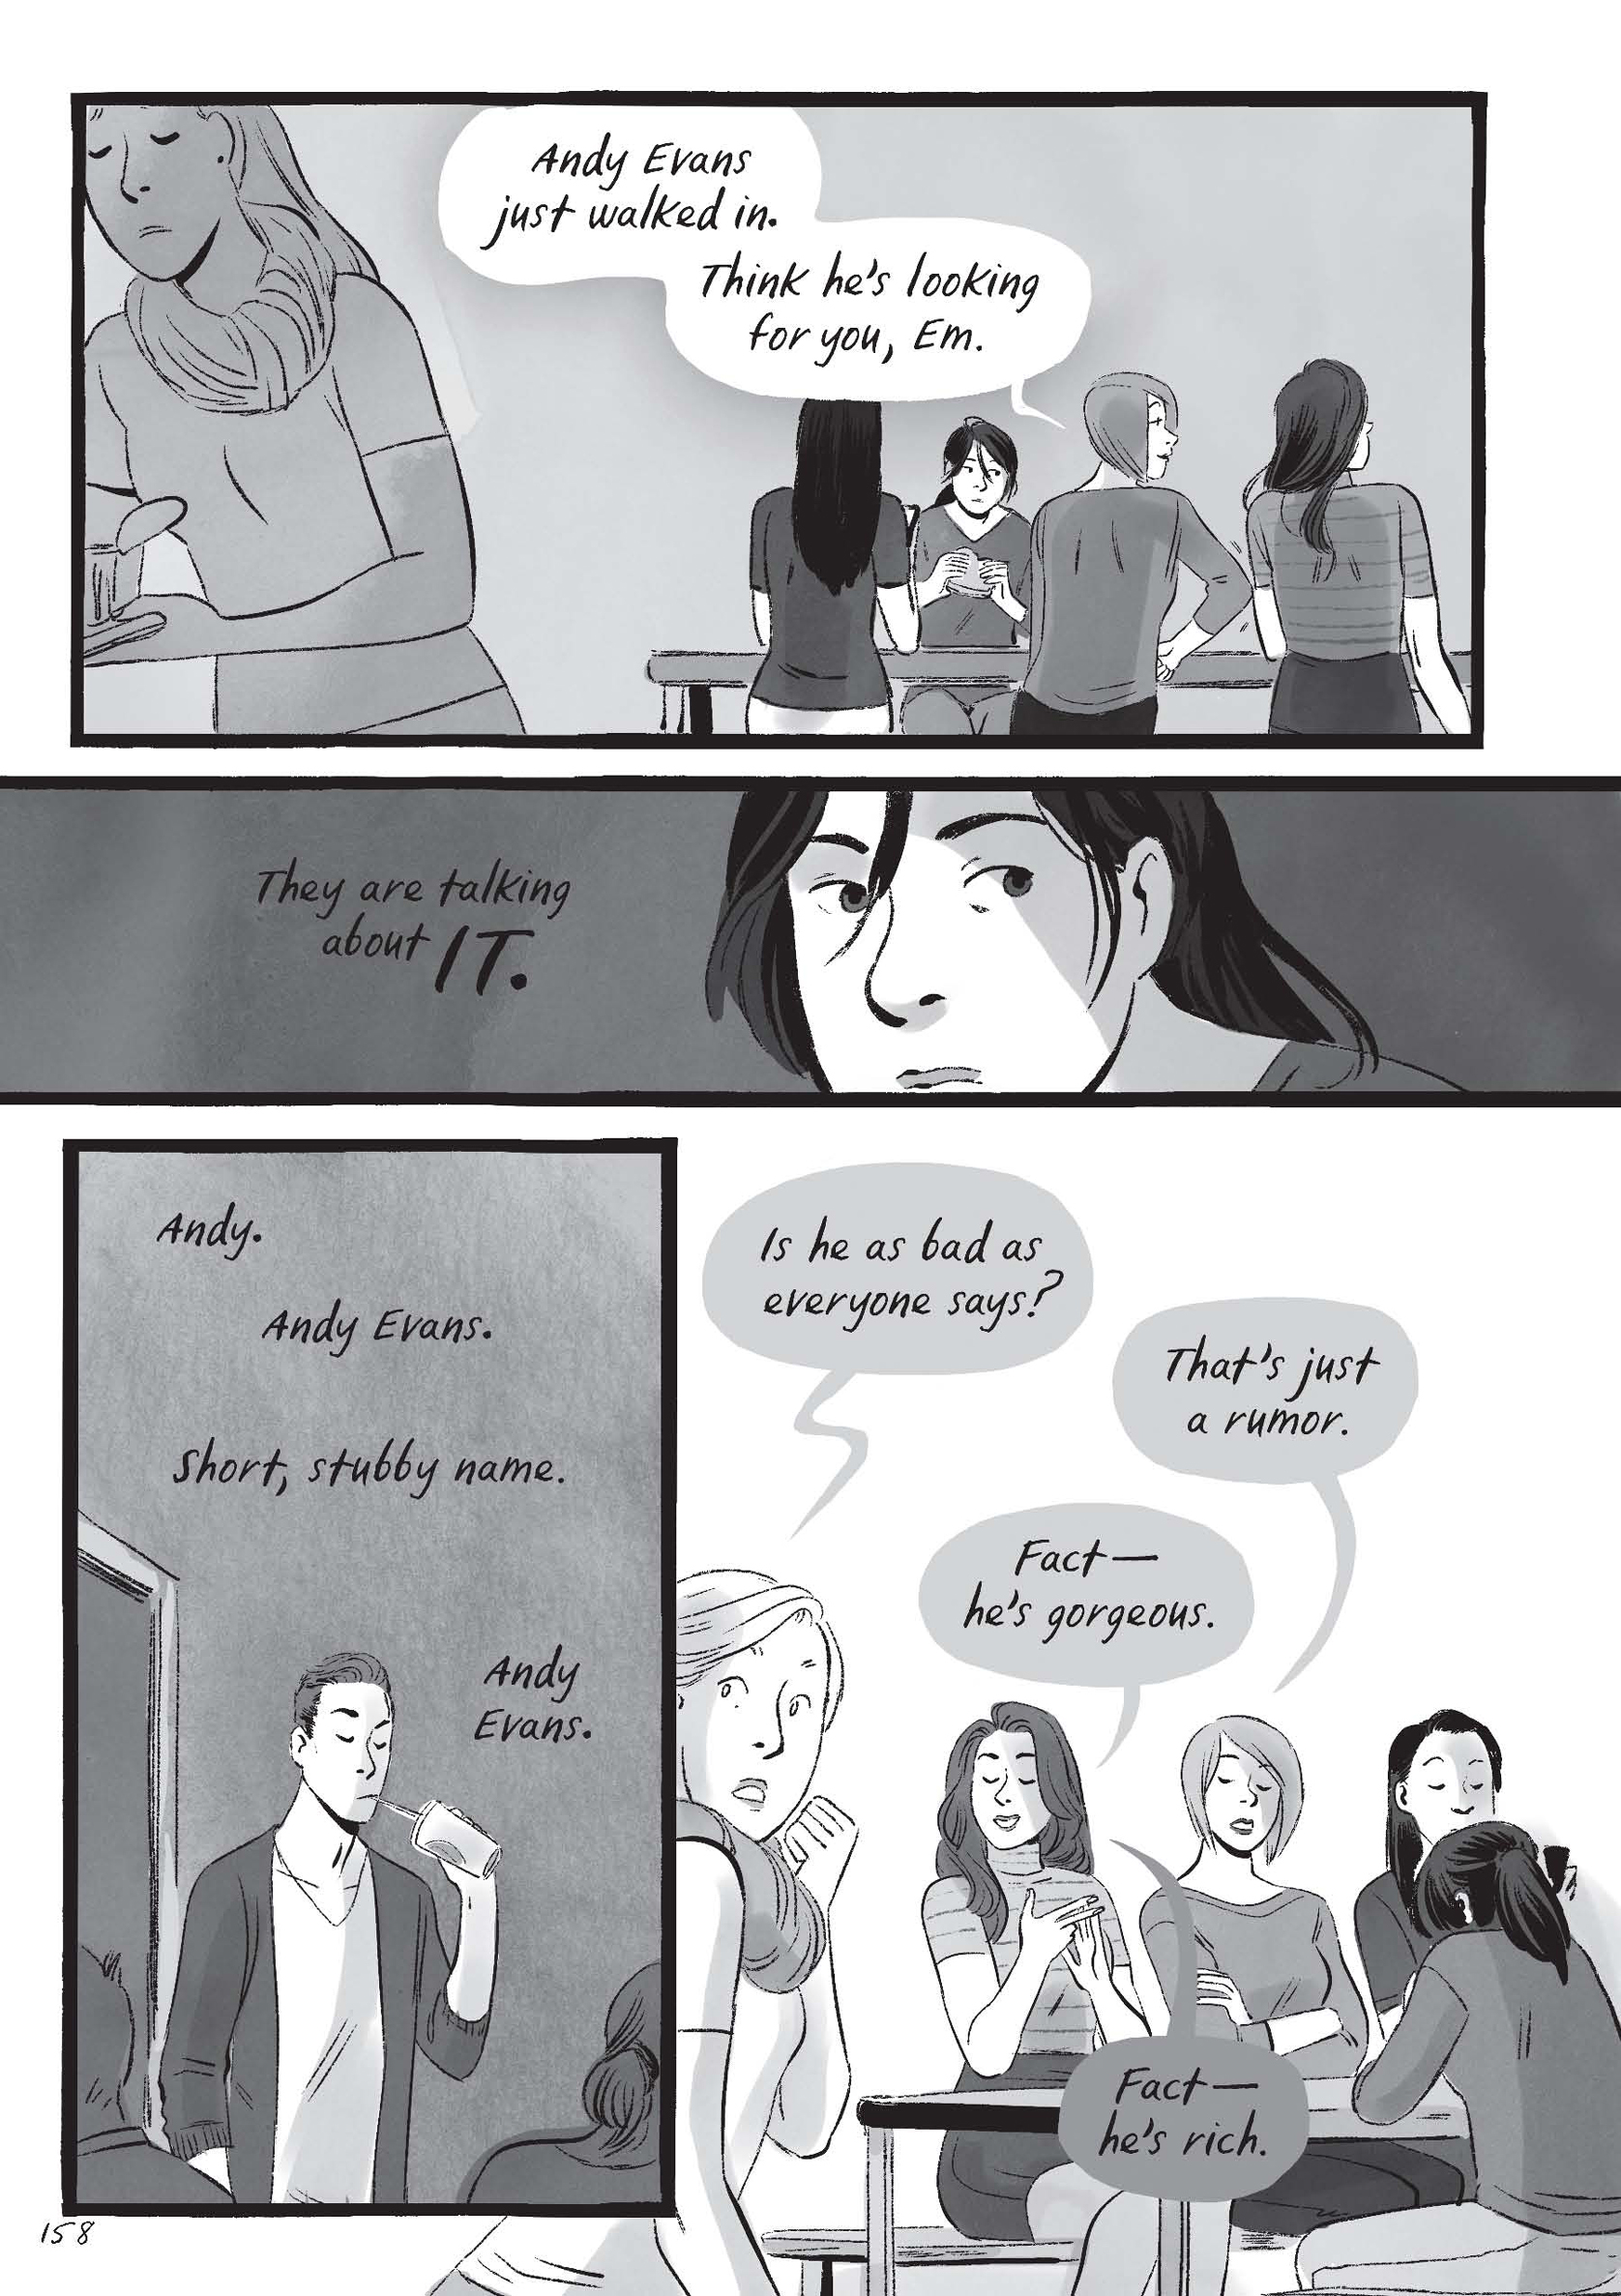 Andy Evans
just walked in.
Think he's looking
for you, Em.
They are talking
about IT.
Andy.
Andy Evans.
Short, stubby name.
Andy
Evans.
Is he as bad as
everyone says?
That's just
a rumor.
Fact—
he's gorgeous.
Fact—
he's rich.
158